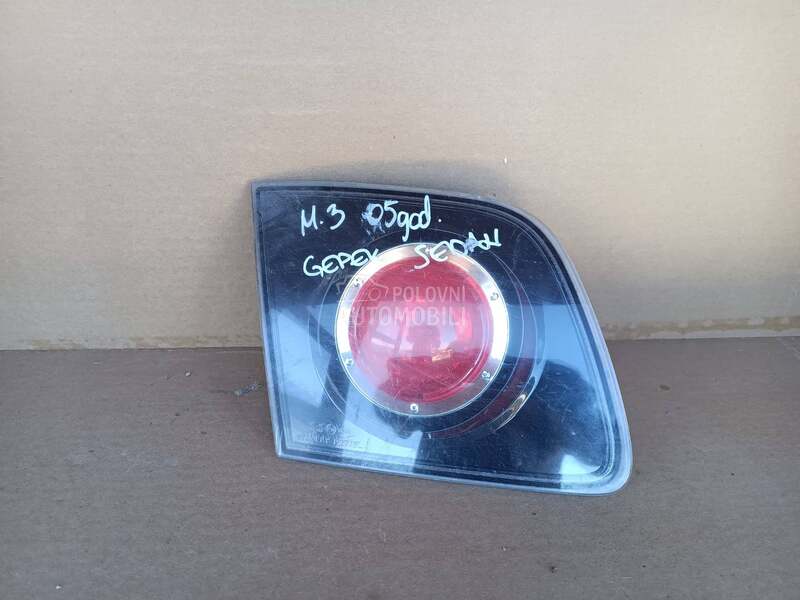 M.3 05god.
GEPEK SEDAN
POLOVNI
AUTOMOBILI